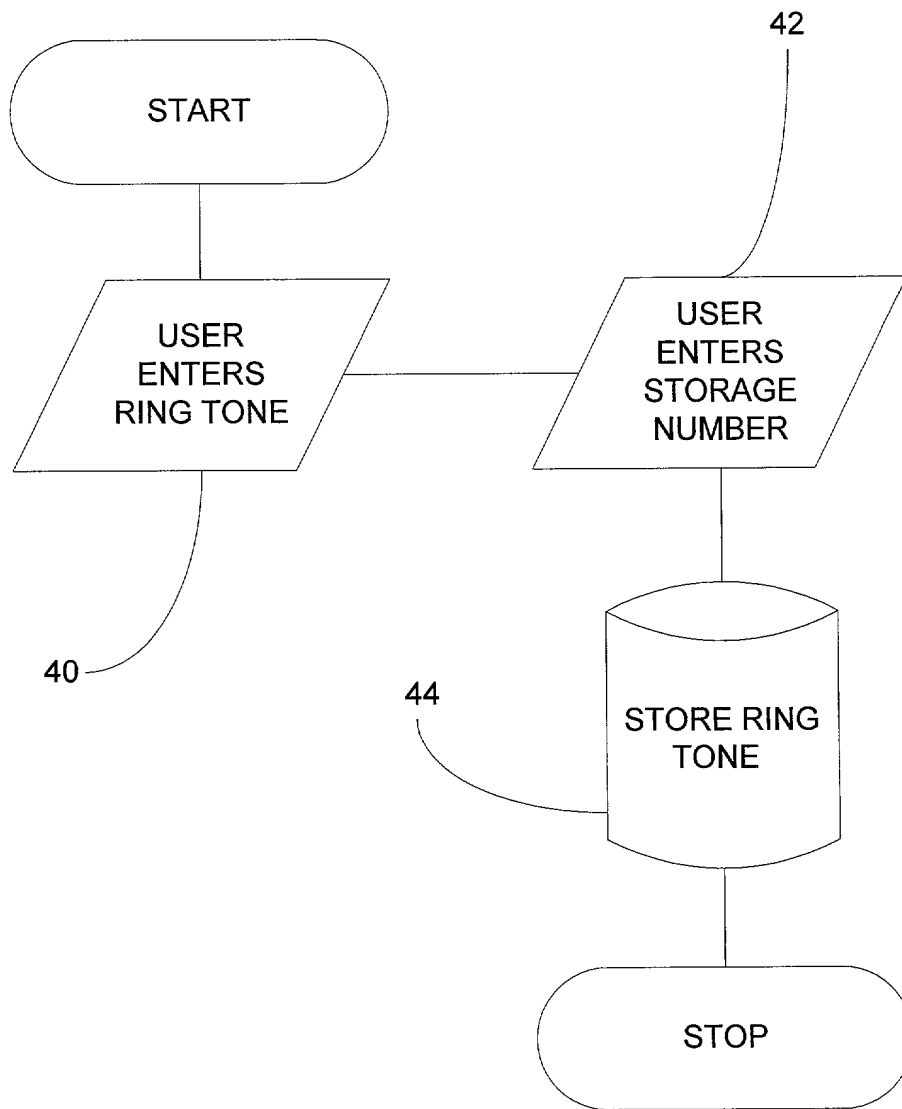 42
START
USER
ENTERS
RING TONE
USER
ENTERS
STORAGE
NUMBER
40
44
STORE RING
TONE
STOP